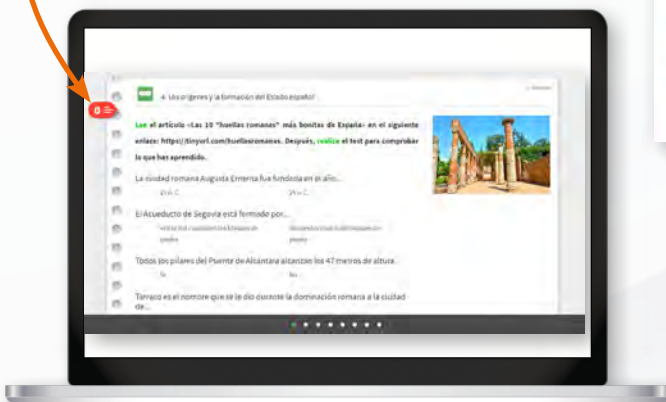 4. Los orígenes y la formación del Estado español
Lee el artículo «Las 10 "huellas romanas" más bonitas de España» en el siguiente
enlace: https://tinyurl.com/huellasromanas. Después, realiza el test para comprobar
lo que has aprendido.
La ciudad romana Augusta Emerita fue fundada en el año...
El Acueducto de Segovia está formado por...
piedra piedra
Todos los pilares del Puente de Alcántara alcanzan los 47 metros de altura.
Sí No
Tarraco es el nombre que se le dio durante la dominación romana a la ciudad
de...